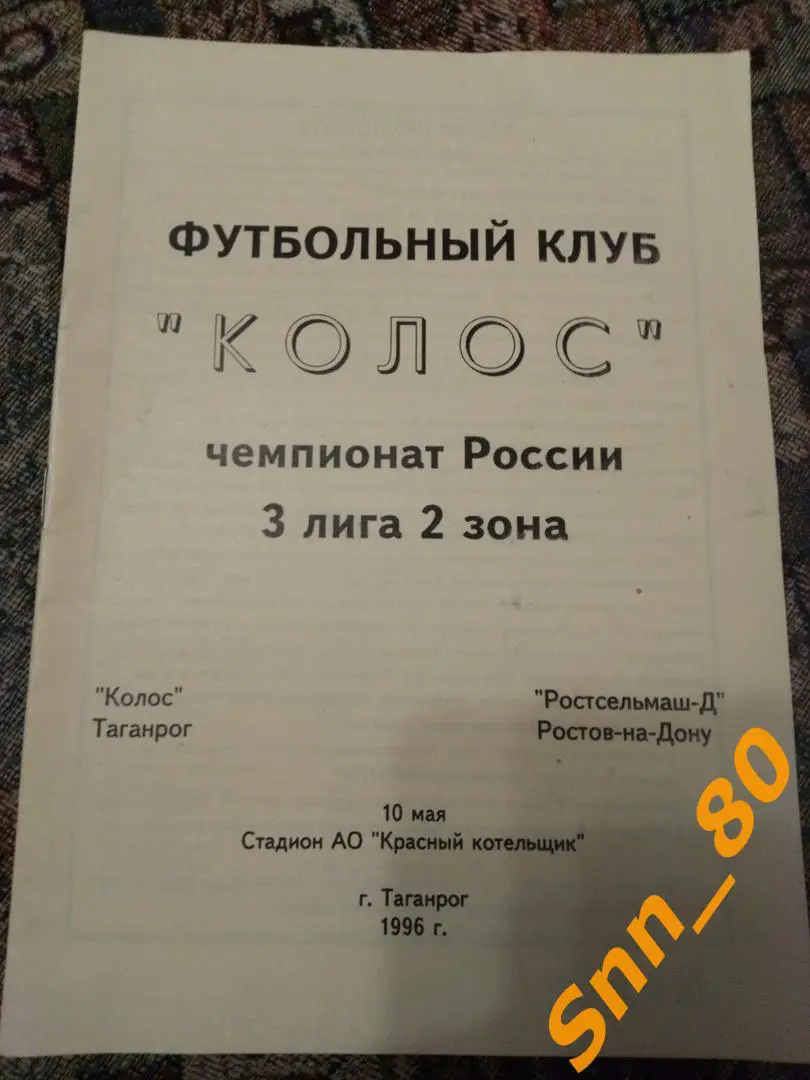 ФУТБОЛЬНЫЙ КЛУБ
"КОЛОС"
чемпионат России
3 лига 2 зона
"Колос" "Ростсельмаш-Д"
Таганрог Ростов-на-Дону
10 мая
Стадион АО "Красный котельщик"
г. Таганрог
1996 г.
Snn_80